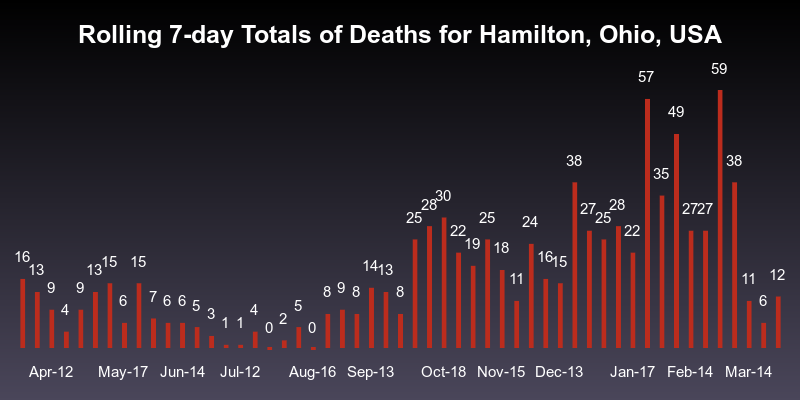 Rolling 7-day Totals of Deaths for Hamilton, Ohio, USA
16 13 9 4 9 13 15 6 15 7 6 6 5 3 1 1 4 0 2 5 0 8 9 8 14 13 8 25 28 30 22 19 25 18 11 24 16 15 38 27 25 28 22 57 35 49 27 27 59 38 11 6 12
Apr-12 May-17 Jun-14 Jul-12 Aug-16 Sep-13 Oct-18 Nov-15 Dec-13 Jan-17 Feb-14 Mar-14